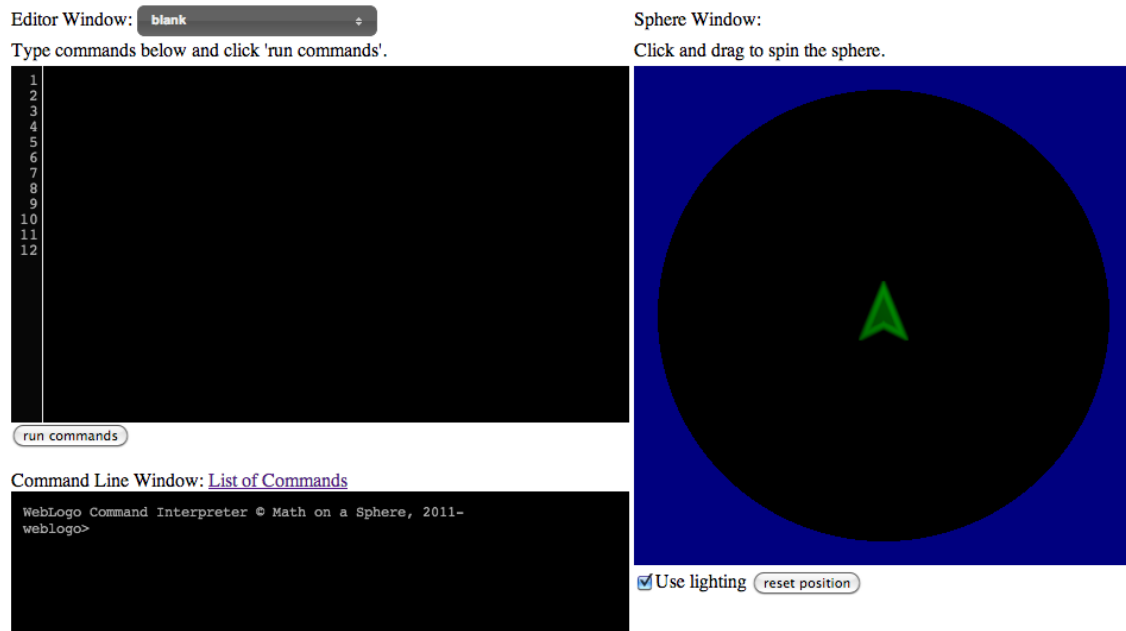 Editor Window: blank
Type commands below and click 'run commands'.
1
2
3
4
5
6
7
8
9
10
11
12
run commands
Command Line Window: List of Commands
WebLogo Command Interpreter © Math on a Sphere, 2011-
weblogo>
Sphere Window:
Click and drag to spin the sphere.
Use lighting reset position